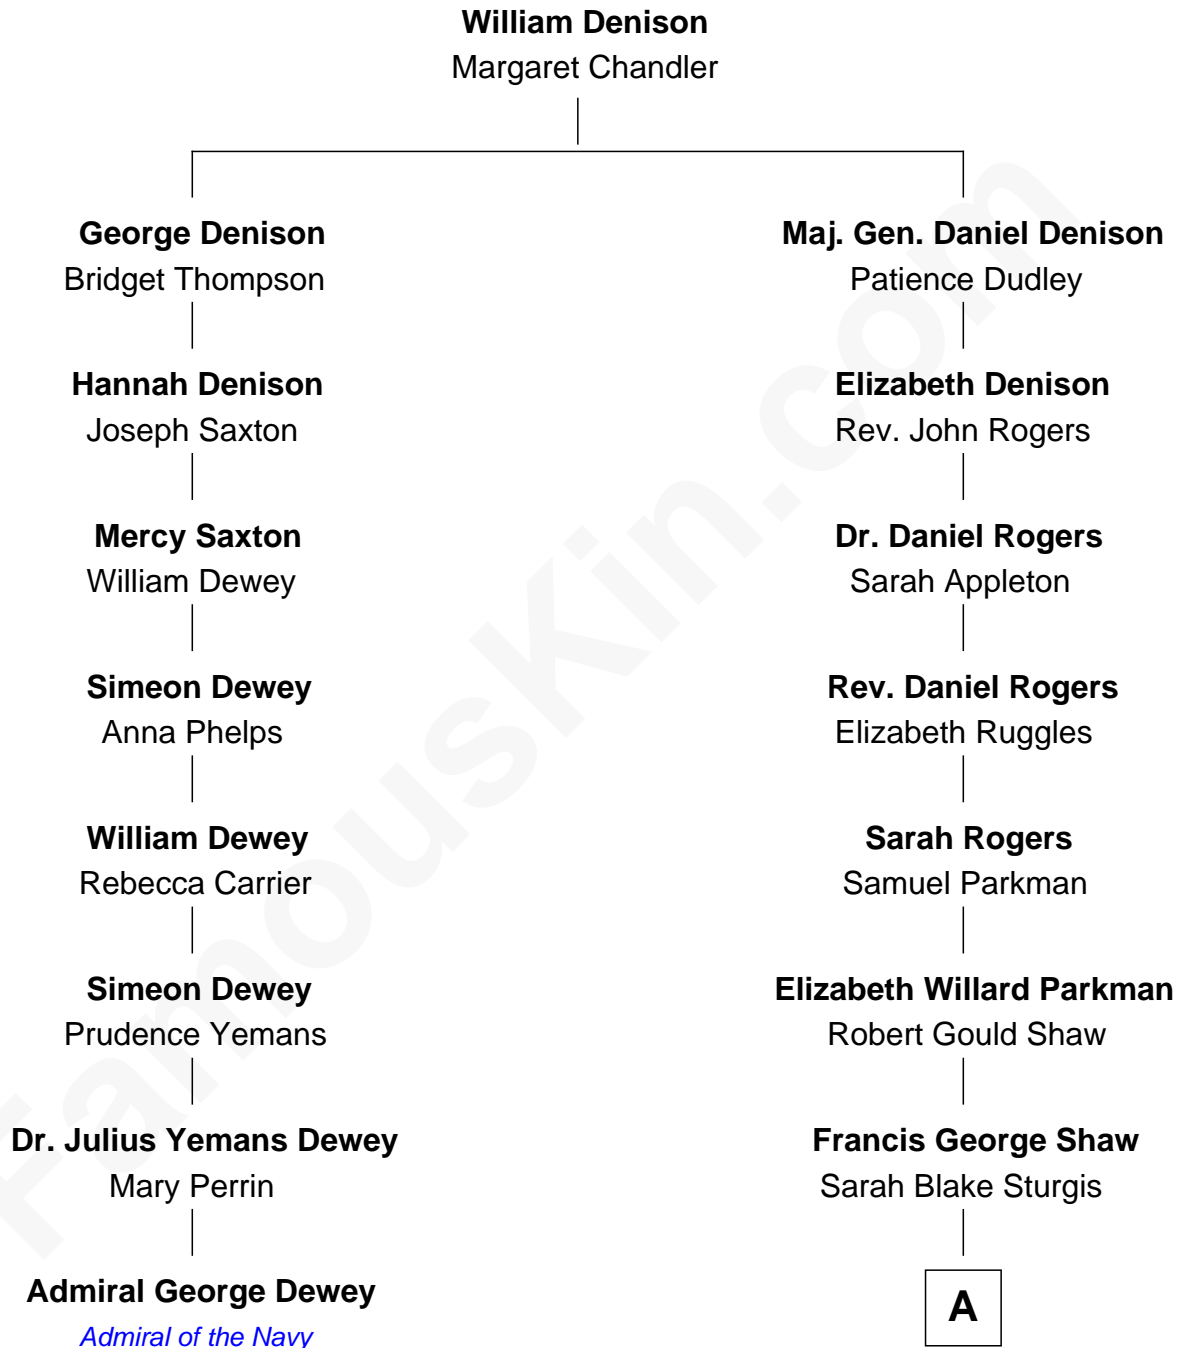 William Denison
Margaret Chandler
George Denison
Bridget Thompson
Maj. Gen. Daniel Denison
Patience Dudley
Hannah Denison
Joseph Saxton
Elizabeth Denison
Rev. John Rogers
Mercy Saxton
William Dewey
Dr. Daniel Rogers
Sarah Appleton
Simeon Dewey
Anna Phelps
Rev. Daniel Rogers
Elizabeth Ruggles
William Dewey
Rebecca Carrier
Sarah Rogers
Samuel Parkman
Simeon Dewey
Prudence Yemans
Elizabeth Willard Parkman
Robert Gould Shaw
Dr. Julius Yemans Dewey
Mary Perrin
Francis George Shaw
Sarah Blake Sturgis
Admiral George Dewey
Admiral of the Navy
A
FamousKin.com